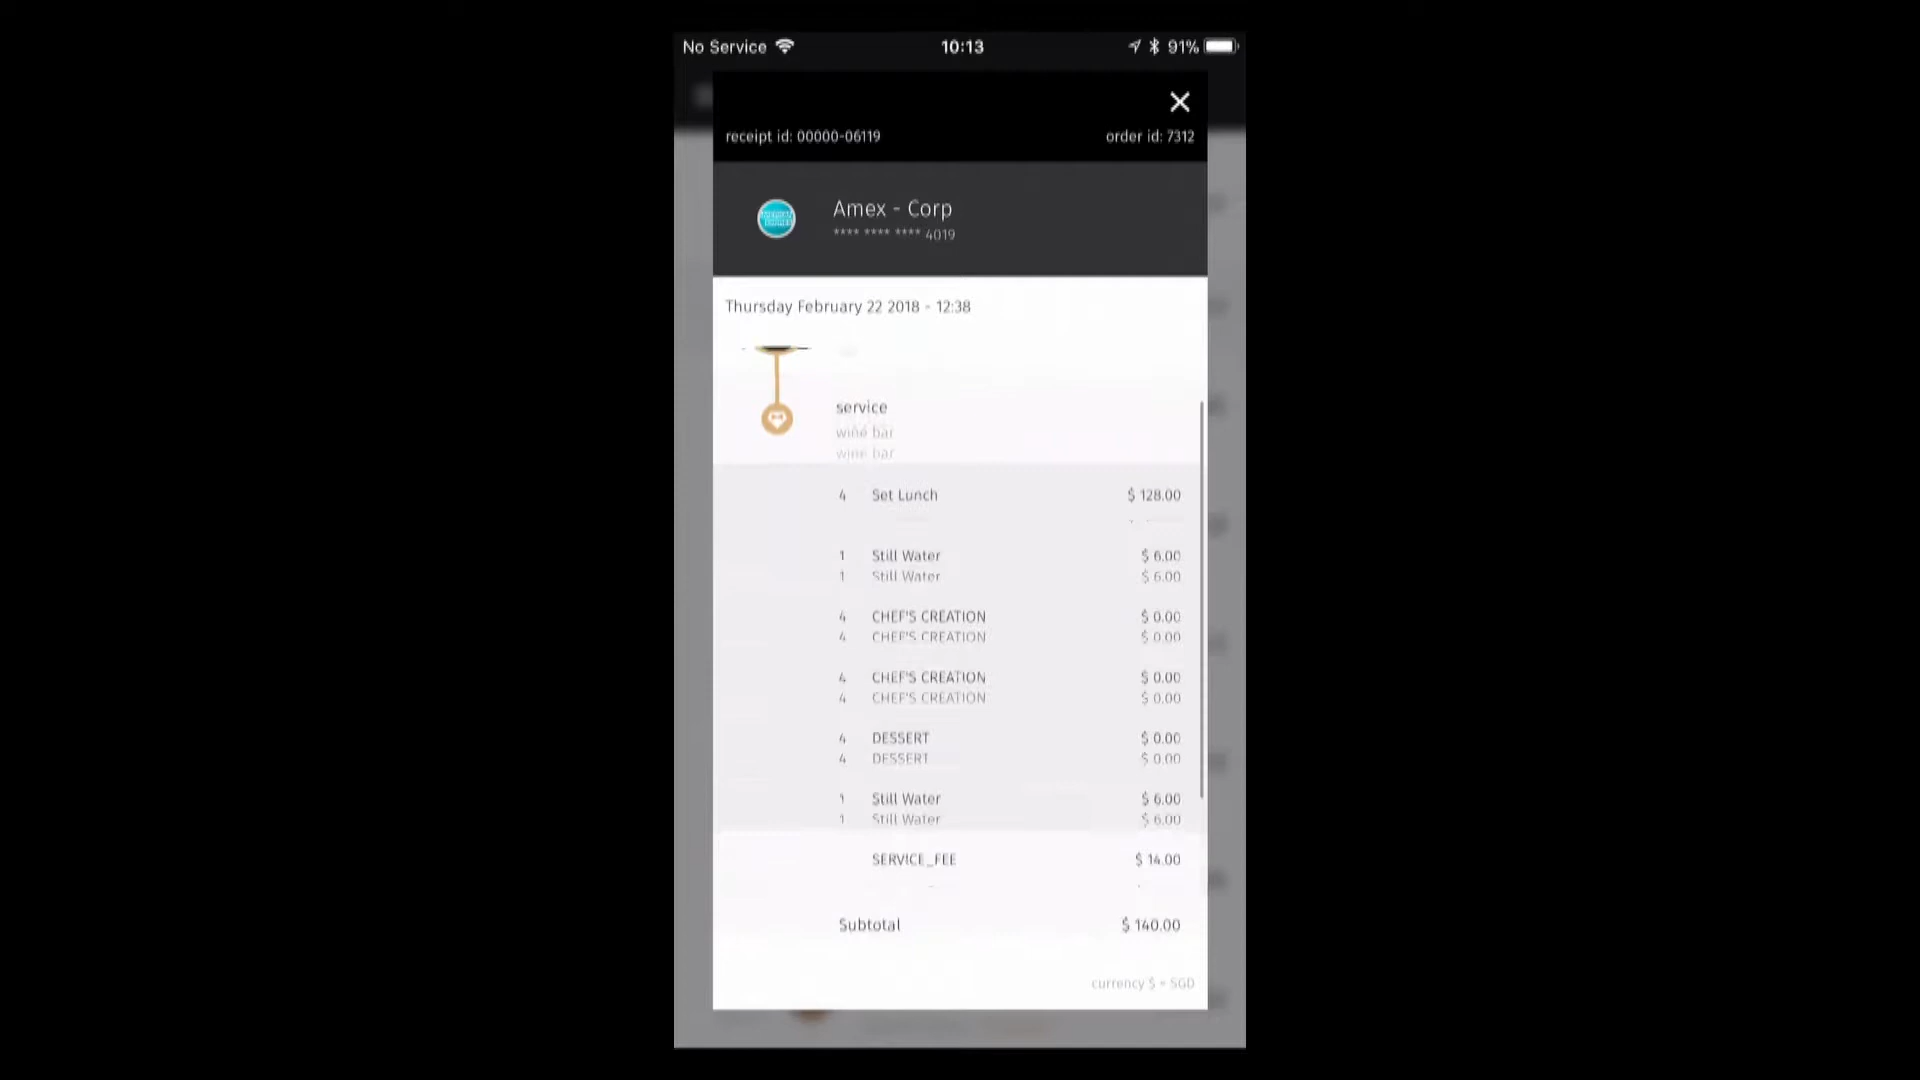 No Service 10:13 91%
receipt id: 00000-06119 order id: 7312
Amex - Corp
**** **** **** 4019
Thursday February 22 2018 - 12:38
service
wine bar
wine bar
4 Set Lunch $ 128.00
1 Still Water $ 6.00
1 Still Water $ 6.00
4 CHEF'S CREATION $ 0.00
4 CHEF'S CREATION $ 0.00
4 CHEF'S CREATION $ 0.00
4 CHEF'S CREATION $ 0.00
4 DESSERT $ 0.00
4 DESSERT $ 0.00
1 Still Water $ 6.00
1 Still Water $ 6.00
SERVICE_FEE $ 14.00
Subtotal $ 140.00
currency $ = SGD